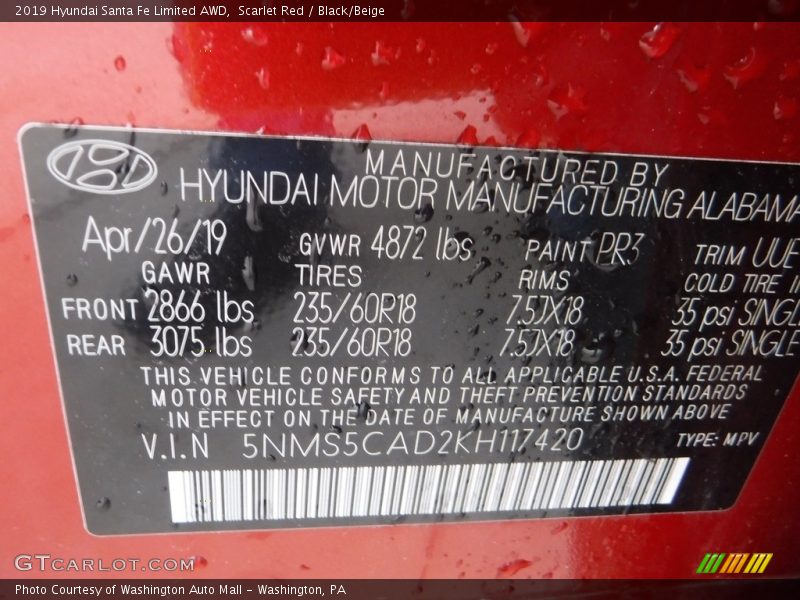 2019 Hyundai Santa Fe Limited AWD,  Scarlet Red / Black/Beige
MANUFACTURED BY
HYUNDAI MOTOR MANUFACTURING ALABAMA
Apr/26/19 GVWR 4872 lbs PAINT PR3 TRIM UUE
GAWR TIRES RIMS COLD TIRE
FRONT 2866 lbs 235/60R18 7.5JX18 35 psi SINGLE
REAR 3075 lbs 235/60R18 7.5JX18 35 psi SINGLE
THIS VEHICLE CONFORMS TO ALL APPLICABLE U.S.A. FEDERAL
MOTOR VEHICLE SAFETY AND THEFT PREVENTION STANDARDS
IN EFFECT ON THE DATE OF MANUFACTURE SHOWN ABOVE
V.I.N 5NMS5CAD2KH117420 TYPE: MPV
GTCARLOT.COM
Photo Courtesy of Washington Auto Mall - Washington, PA